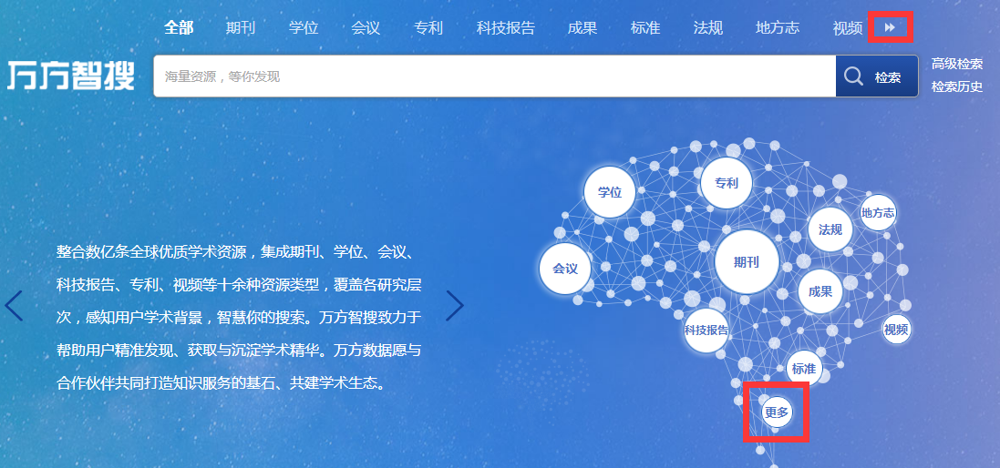 全部 期刊 学位 会议 专利 科技报告 成果 标准 法规 地方志 视频
万方智搜
海量资源，等你发现
检索
高级检索
检索历史
学位
专利
地方志
法规
会议
期刊
成果
科技报告
视频
标准
更多
整合数亿条全球优质学术资源，集成期刊、学位、会议、
科技报告、专利、视频等十余种资源类型，覆盖各研究层
次，感知用户学术背景，智慧你的搜索。万方智搜致力于
帮助用户精准发现、获取与沉淀学术精华。万方数据愿与
合作伙伴共同打造知识服务的基石、共建学术生态。